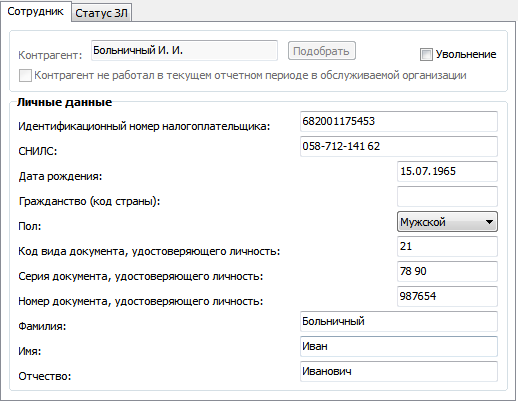 Сотрудник Статус ЗЛ
Контрагент: Больничный И. И. Подобрать Увольнение
Контрагент не работал в текущем отчетном периоде в обслуживаемой организации
Личные данные
Идентификационный номер налогоплательщика: 682001175453
СНИЛС: 058-712-141 62
Дата рождения: 15.07.1965
Гражданство (код страны):
Пол: Мужской
Код вида документа, удостоверяющего личность: 21
Серия документа, удостоверяющего личность: 78 90
Номер документа, удостоверяющего личность: 987654
Фамилия: Больничный
Имя: Иван
Отчество: Иванович